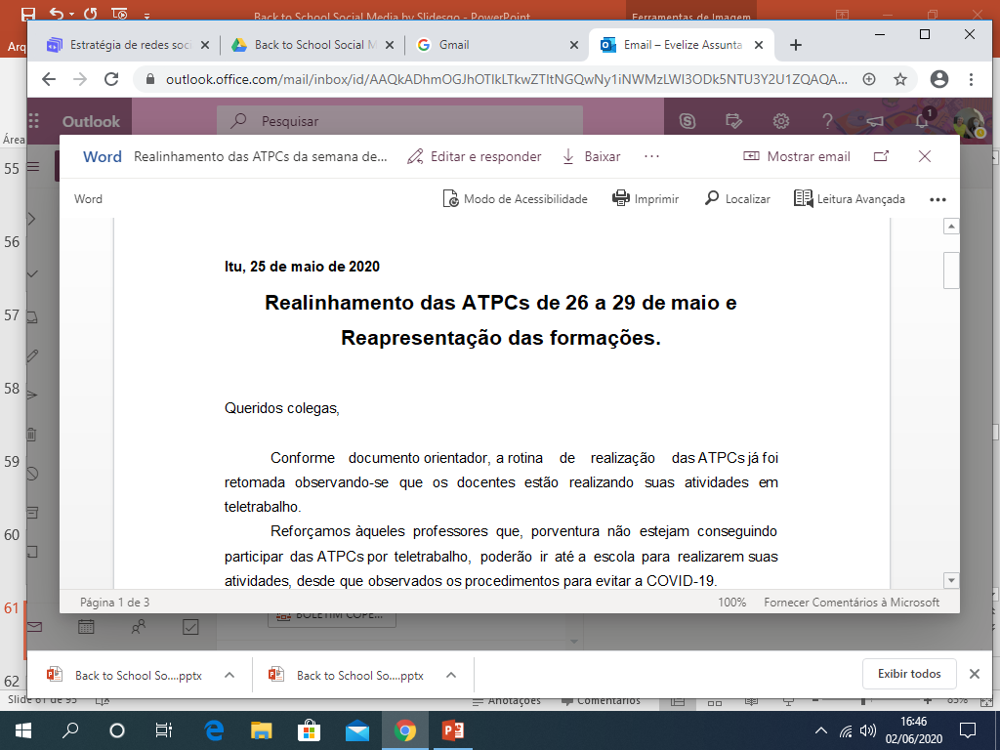 Back to School Social Media by Slidesgo - PowerPoint
Ferramentas de Imagem
Arq
Estratégia de redes soci
Back to School Social M
Gmail
Email – Evelize Assunta
outlook.office.com/mail/inbox/id/AAQkADhmOGJhOTlkLTkwZTItNGQwNy1iNWMzLWI3ODk5NTU3Y2U1ZQAQA...
Outlook
Pesquisar
1
Área
Word
Realinhamento das ATPCs da semana de...
Editar e responder
Baixar
Mostrar email
Word
Modo de Acessibilidade
Imprimir
Localizar
Leitura Avançada
55
56
57
58
59
60
61
62
Itu, 25 de maio de 2020
Realinhamento das ATPCs de 26 a 29 de maio e
Reapresentação das formações.
Queridos colegas,
Conforme documento orientador, a rotina de realização das ATPCs já foi
retomada observando-se que os docentes estão realizando suas atividades em
teletrabalho.
Reforçamos àqueles professores que, porventura não estejam conseguindo
participar das ATPCs por teletrabalho, poderão ir até a escola para realizarem suas
atividades, desde que observados os procedimentos para evitar a COVID-19.
Página 1 de 3
100%
Fornecer Comentários à Microsoft
BOLETIM COPE...
Back to School So....pptx
Back to School So....pptx
Exibir todos
Slide 61 de 93
Anotações
Comentários
85%
16:46
02/06/2020